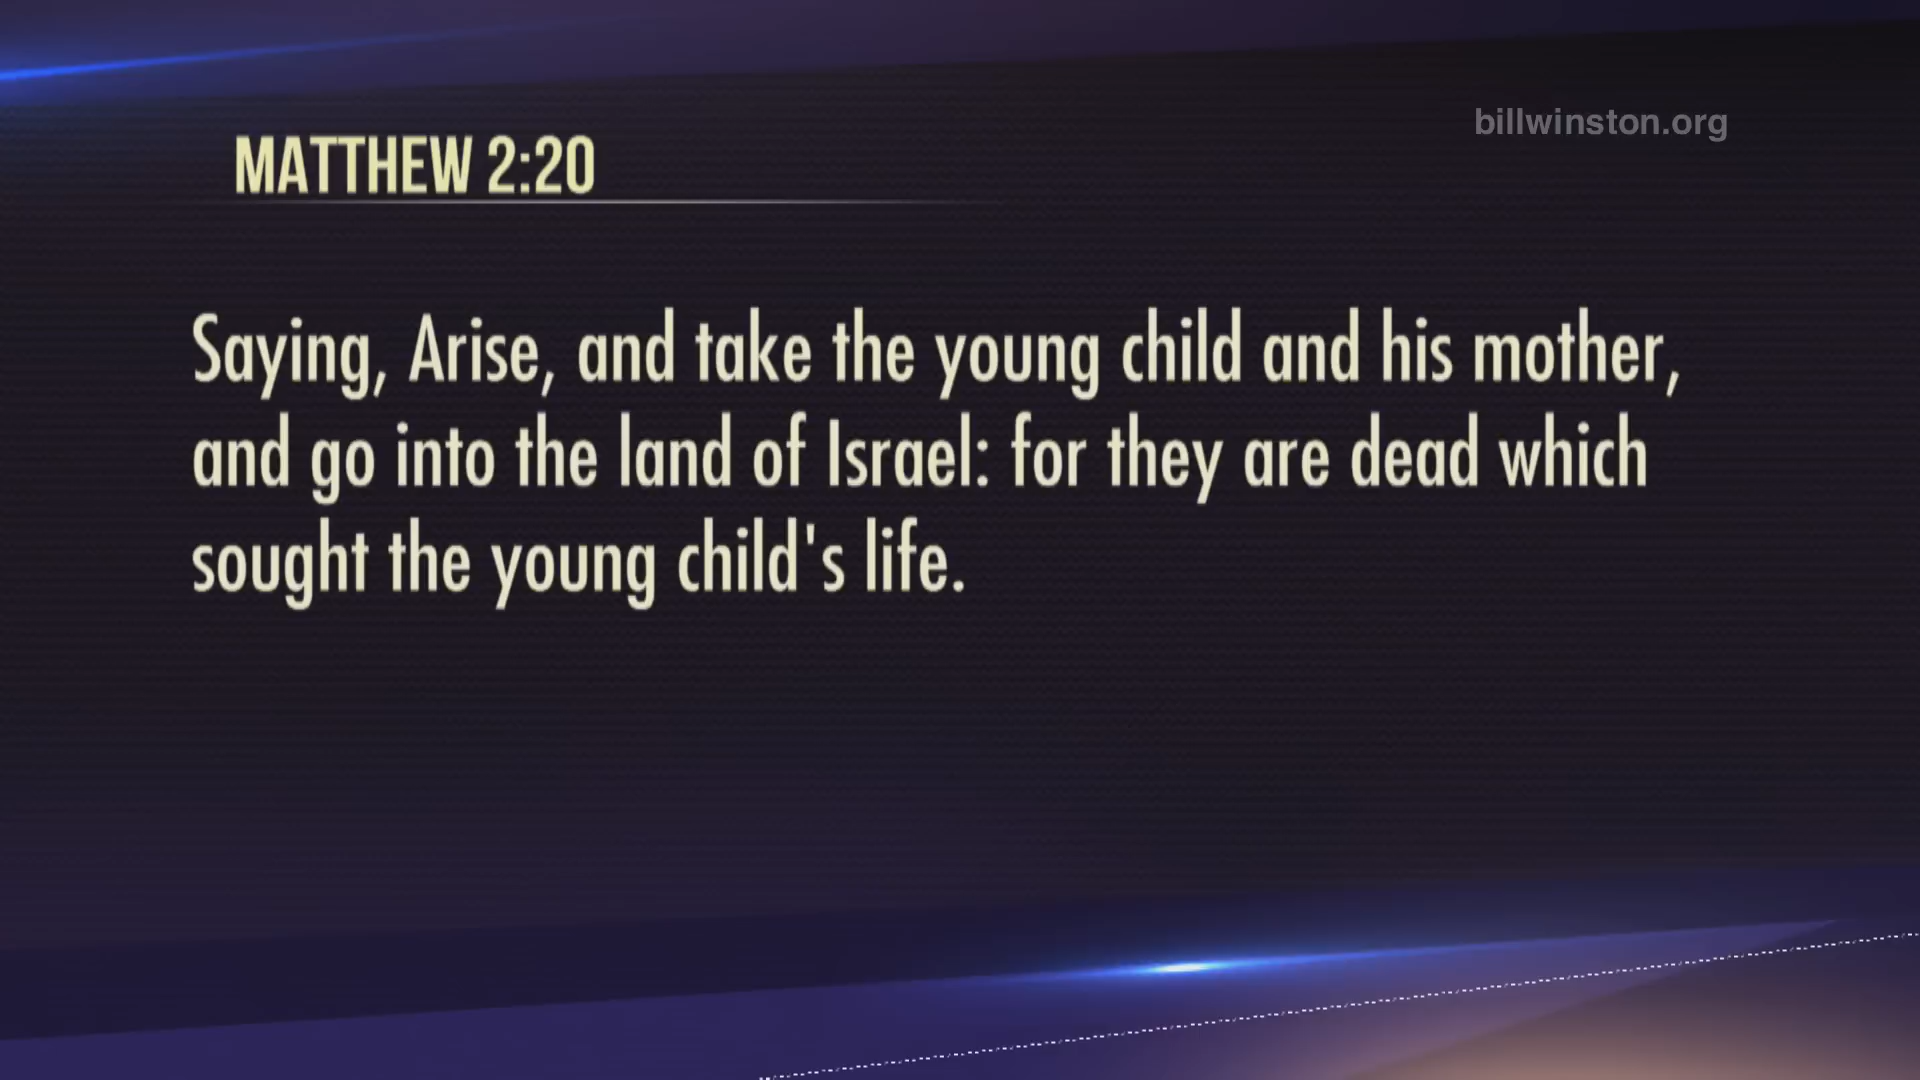 billwinston.org
MATTHEW 2:20
Saying, Arise, and take the young child and his mother,
and go into the land of Israel: for they are dead which
sought the young child's life.